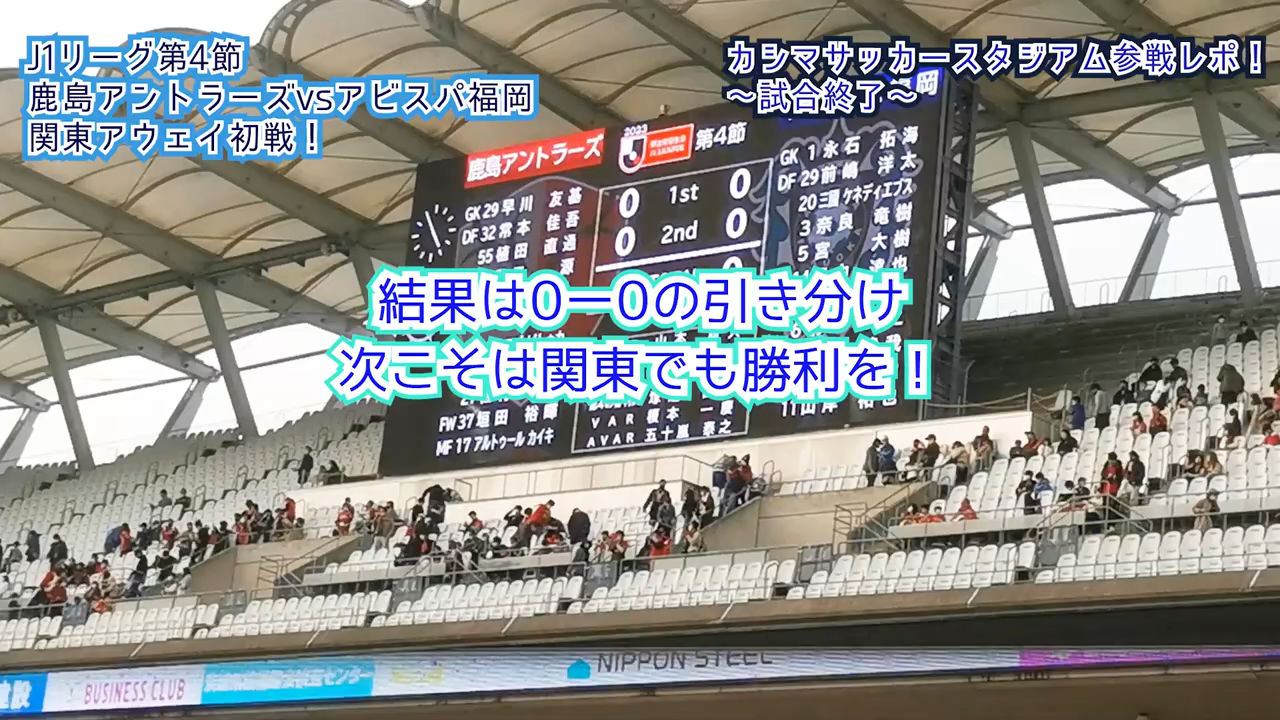 J1リーグ第4節
鹿島アントラーズvsアビスパ福岡
関東アウェイ初戦！
カシマサッカースタジアム参戦レポ！
～試合終了～
鹿島アントラーズ
2023
第4節
岡
GK 29 早川 友基
DF 32 常本 佳吾
55 植田 直通
源
0 1st 0
0 2nd 0
GK 1 永石 拓海
DF 29 前嶋 洋太
20 三國 ケネディエブス
3 奈良 竜樹
5 宮 大樹
結果は0ー0の引き分け
次こそは関東でも勝利を！
FW 37 垣田 裕暉
MF 17 アルトゥール カイキ
VAR 榎本 一慶
AVAR 五十嵐 泰之
11 山岸 祐也
BUSINESS CLUB
NIPPON STEEL